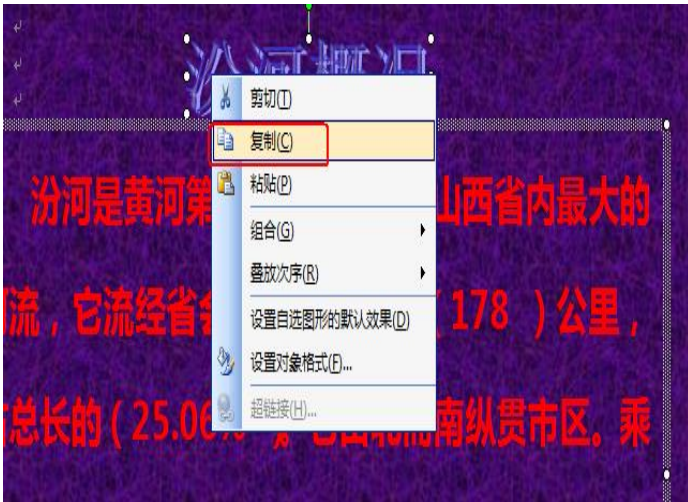 汾河概况
剪切(T)
复制(C)
粘贴(P)
组合(G)
叠放次序(R)
设置自选图形的默认效果(D)
设置对象格式(F)...
超链接(H)...
汾河是黄河第 山西省内最大的
流，它流经省 （178 ）公里，
总长的（25.06 南纵贯市区。乘